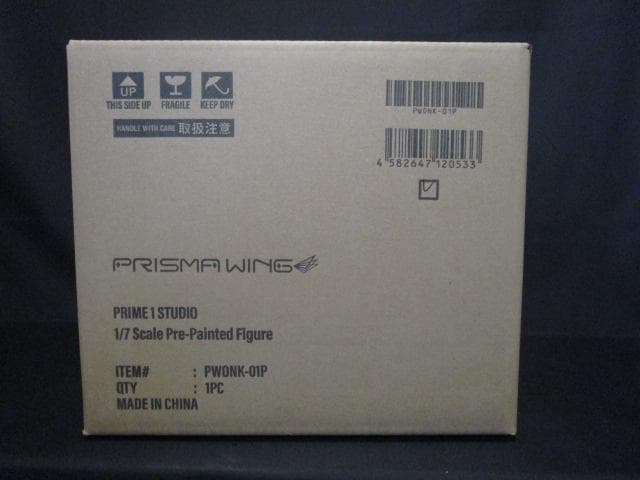 UP
THIS SIDE UP FRAGILE KEEP DRY
HANDLE WITH CARE 取扱注意
PWONK-01P
4 582647 120533
PRISMA WING
PRIME 1 STUDIO
1/7 Scale Pre-Painted Figure
ITEM# : PWONK-01P
QTY : 1PC
MADE IN CHINA